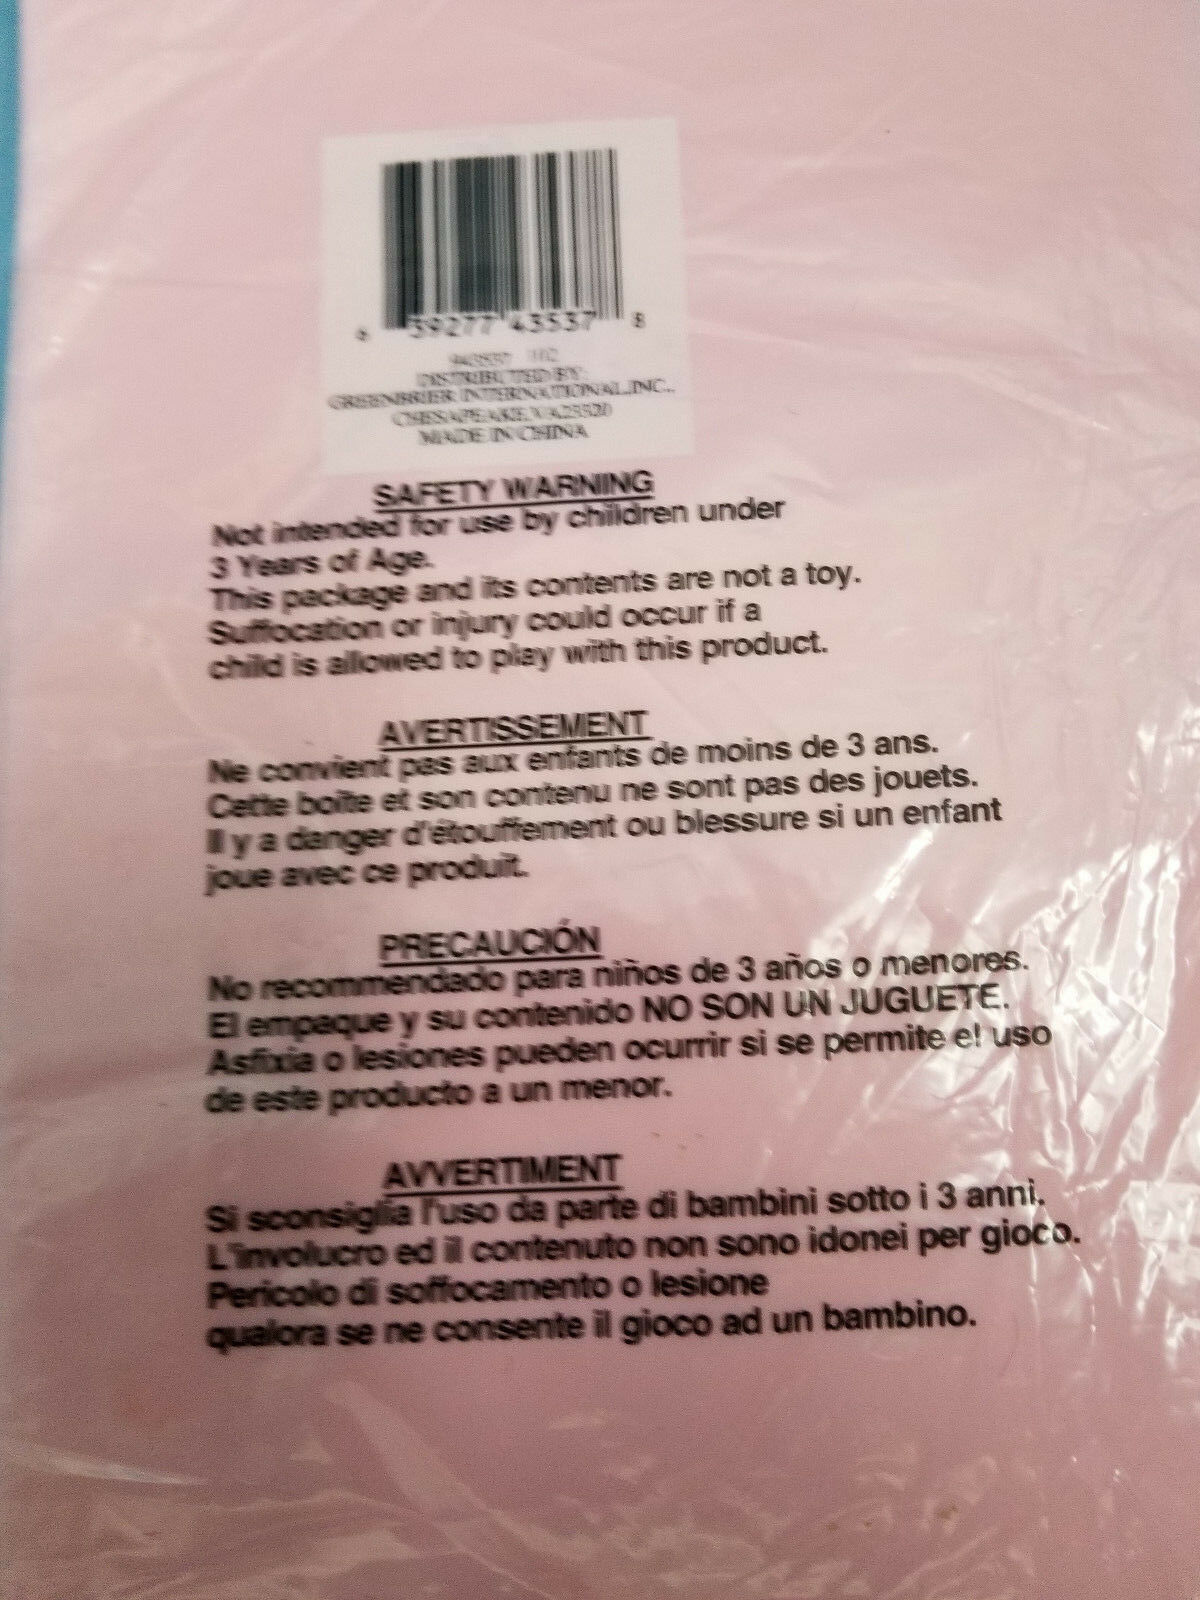 6 39277 43537 8
943537 112
DISTRIBUTED BY:
GREENBRIER INTERNATIONAL, INC.,
CHESAPEAKE, VA 23320
MADE IN CHINA
SAFETY WARNING
Not intended for use by children under
3 Years of Age.
This package and its contents are not a toy.
Suffocation or injury could occur if a
child is allowed to play with this product.
AVERTISSEMENT
Ne convient pas aux enfants de moins de 3 ans.
Cette boîte et son contenu ne sont pas des jouets.
Il y a danger d'étouffement ou blessure si un enfant
joue avec ce produit.
PRECAUCIÓN
No recommendado para niños de 3 años o menores.
El empaque y su contenido NO SON UN JUGUETE.
Asfixia o lesiones pueden ocurrir si se permite el uso
de este producto a un menor.
AVVERTIMENT
Si sconsiglia l'uso da parte di bambini sotto i 3 anni.
L'involucro ed il contenuto non sono idonei per gioco.
Pericolo di soffocamento o lesione
qualora se ne consente il gioco ad un bambino.